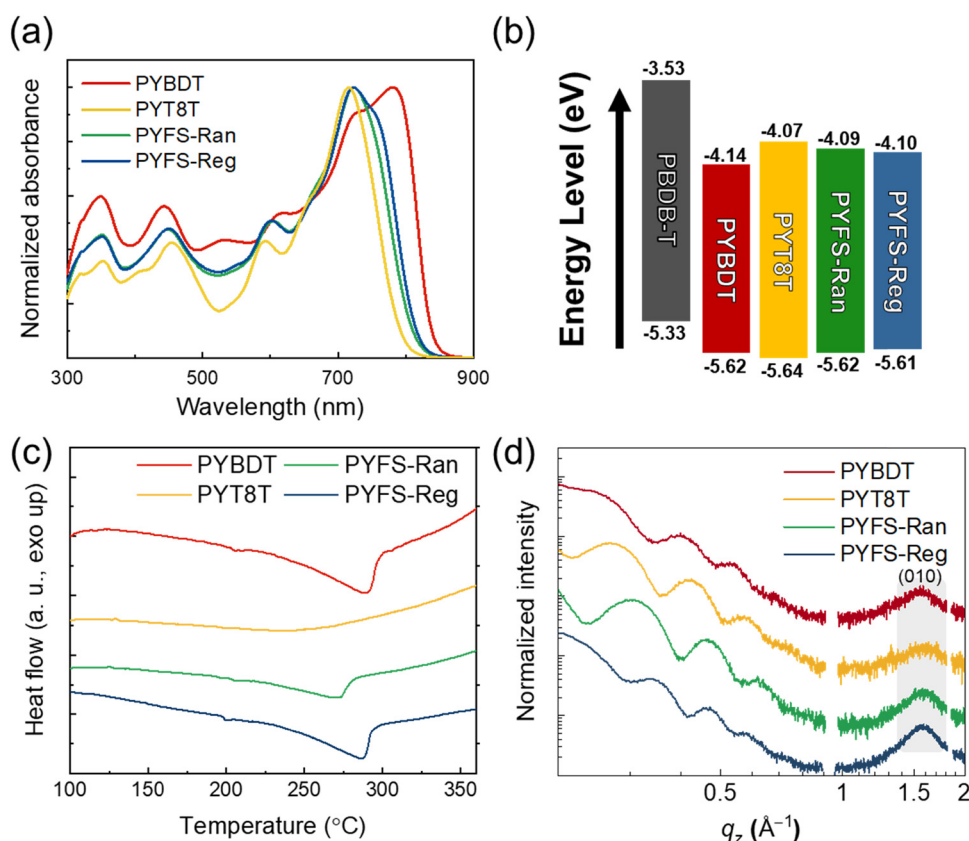 (a)
PYBDT
PYT8T
PYFS-Ran
PYFS-Reg
Normalized absorbance
300 500 700 900
Wavelength (nm)
(b)
Energy Level (eV)
-3.53
PBDB-T
-5.33
-4.14
PYBDT
-5.62
-4.07
PYT8T
-5.64
-4.09
PYFS-Ran
-5.62
-4.10
PYFS-Reg
-5.61
(c)
PYBDT PYFS-Ran
PYT8T PYFS-Reg
Heat flow (a. u., exo up)
100 150 200 250 300 350
Temperature (°C)
(d)
PYBDT
PYT8T
PYFS-Ran
PYFS-Reg
(010)
Normalized intensity
0.5 1 1.5 2
q_z (Å⁻¹)